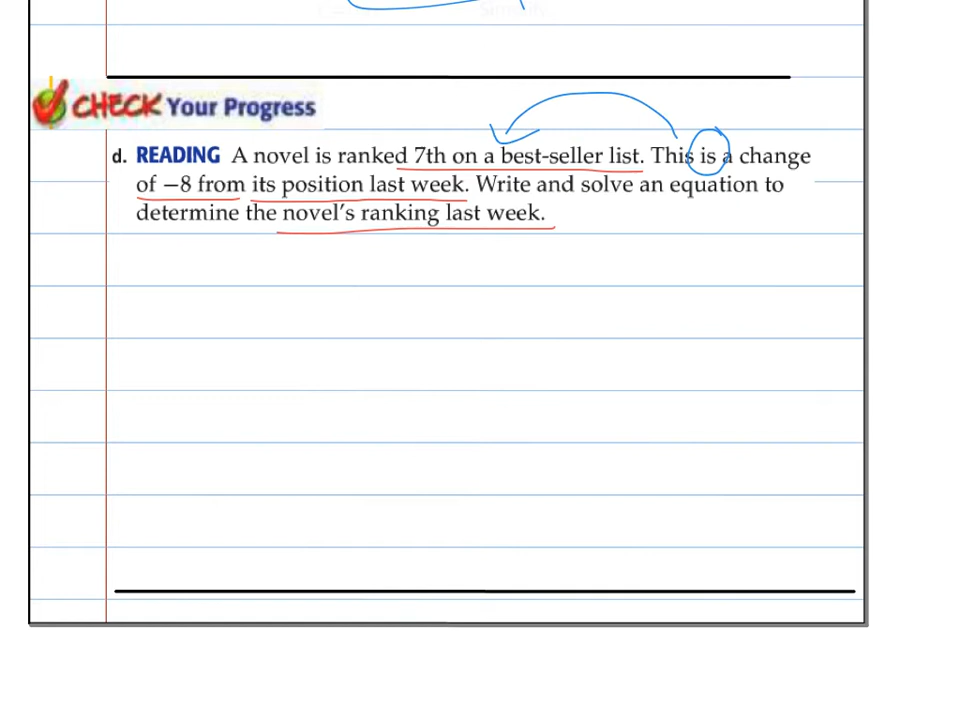 CHECK Your Progress
d. READING A novel is ranked 7th on a best-seller list. This is a change
of −8 from its position last week. Write and solve an equation to
determine the novel's ranking last week.